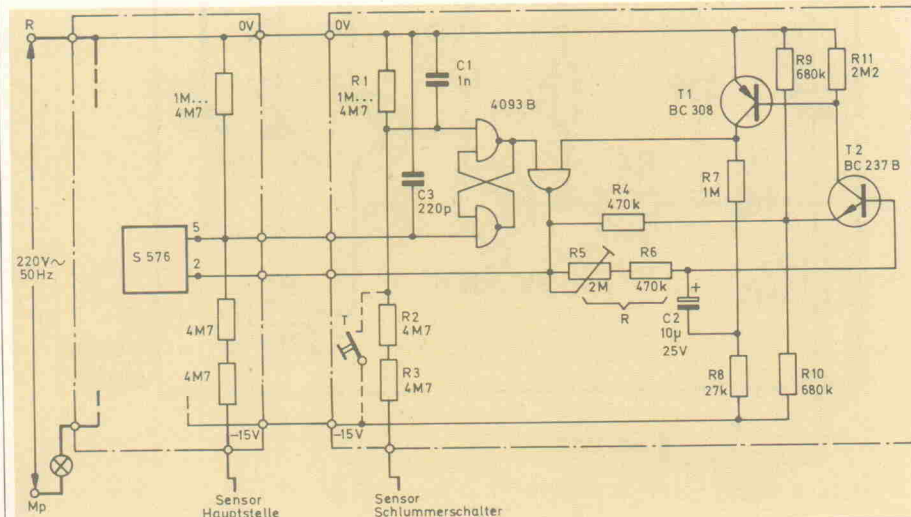 R
0V
0V
1M...
4M7
R1
1M...
4M7
C1
1n
4093 B
T1
BC 308
R9
680k
R11
2M2
T2
BC 237 B
R7
1M
C3
220p
R4
470k
5
S 576
2
220V~
50Hz
R5
2M
R6
470k
R
+
C2
10µ
25V
4M7
T
R2
4M7
4M7
R3
4M7
R8
27k
R10
680k
-15V
-15V
Mp
Sensor
Hauptstelle
Sensor
Schlummerschalter